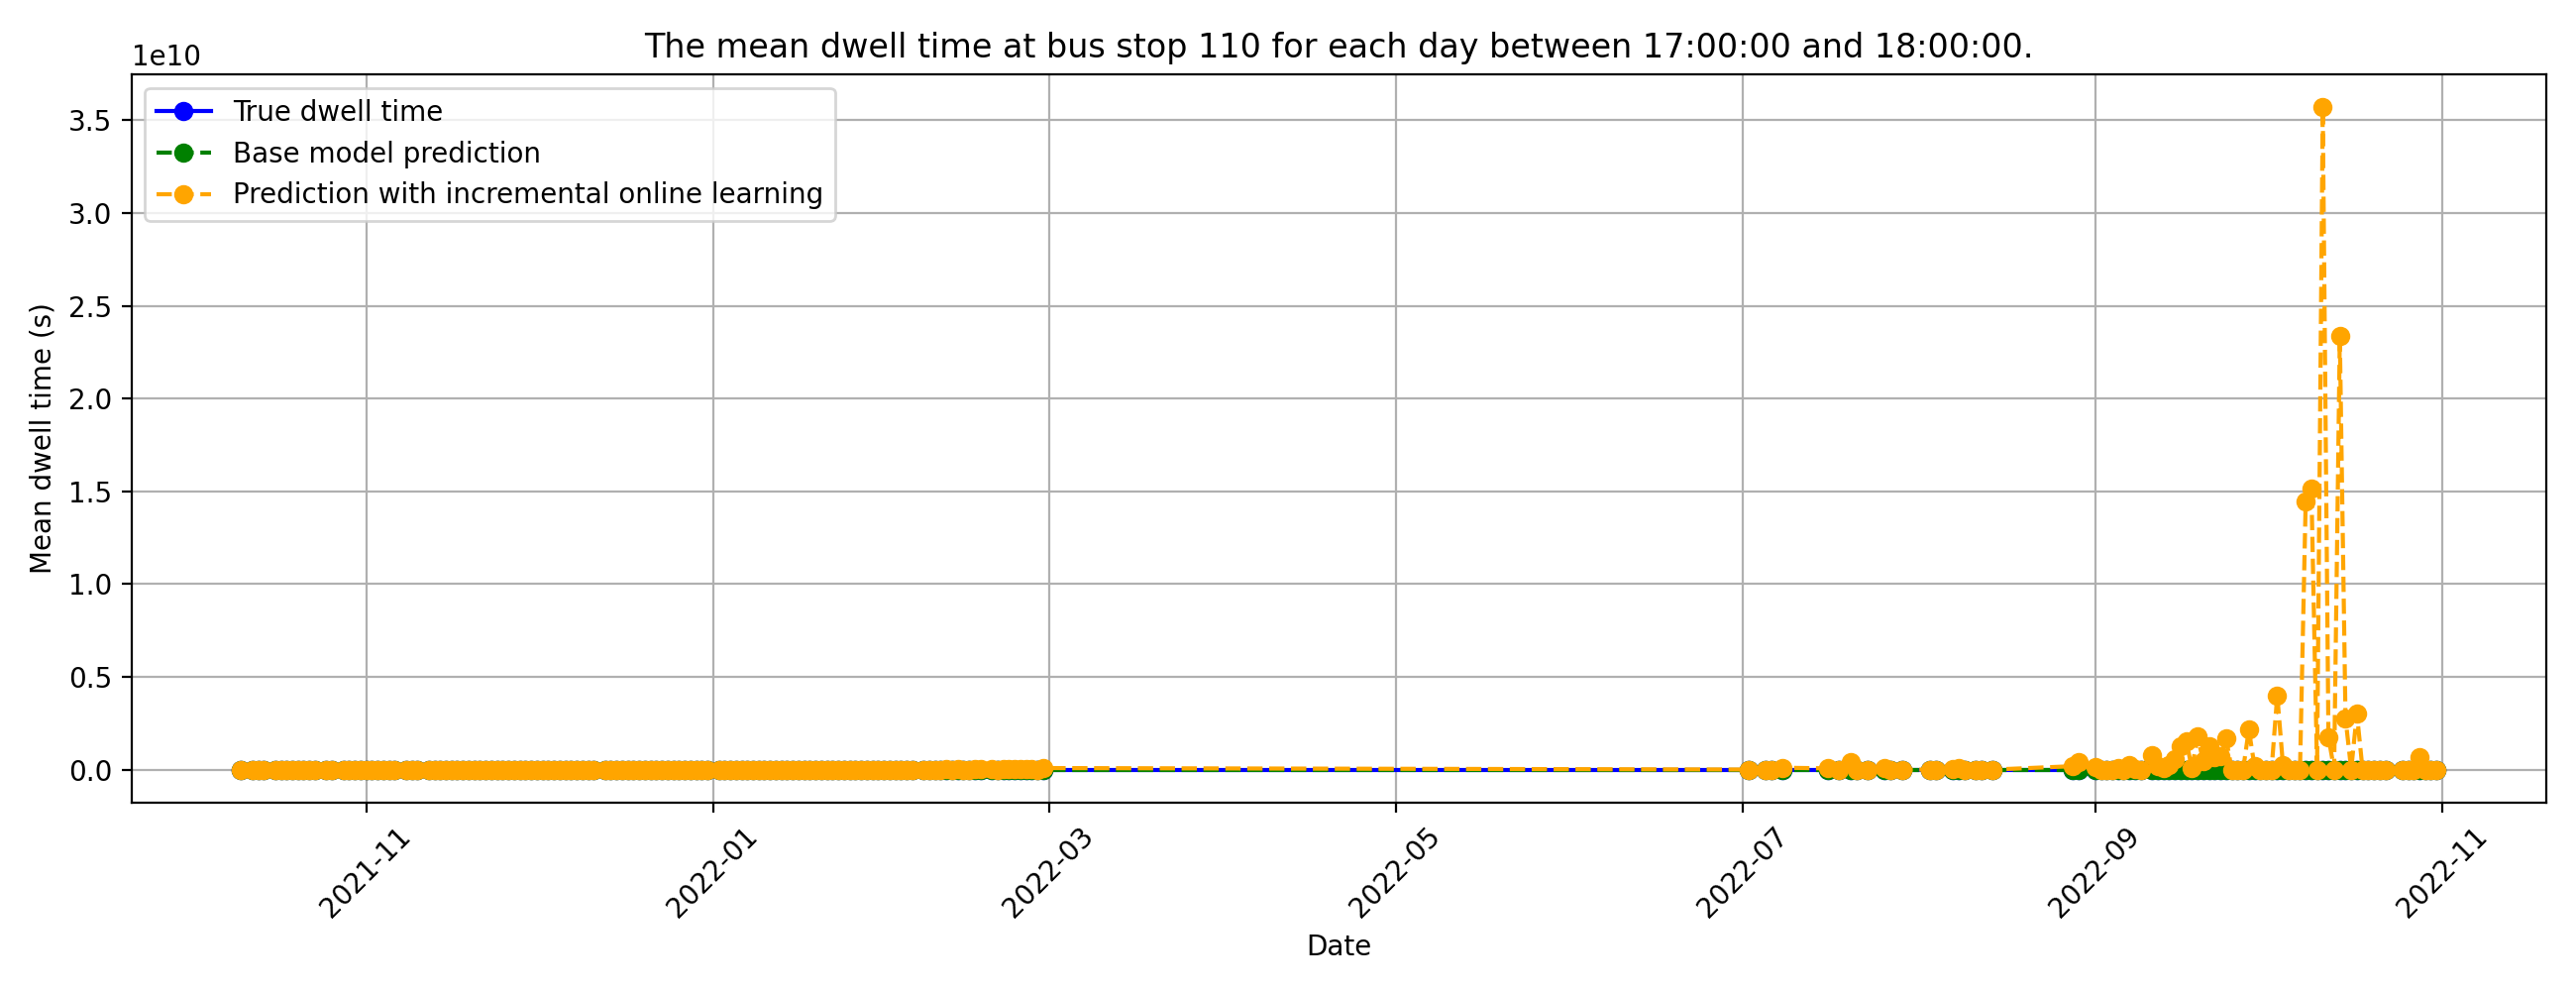 The mean dwell time at bus stop 110 for each day between 17:00:00 and 18:00:00.
1e10
True dwell time
Base model prediction
Prediction with incremental online learning
3.5
3.0
2.5
2.0
1.5
1.0
0.5
0.0
Mean dwell time (s)
2021-11
2022-01
2022-03
2022-05
2022-07
2022-09
2022-11
Date